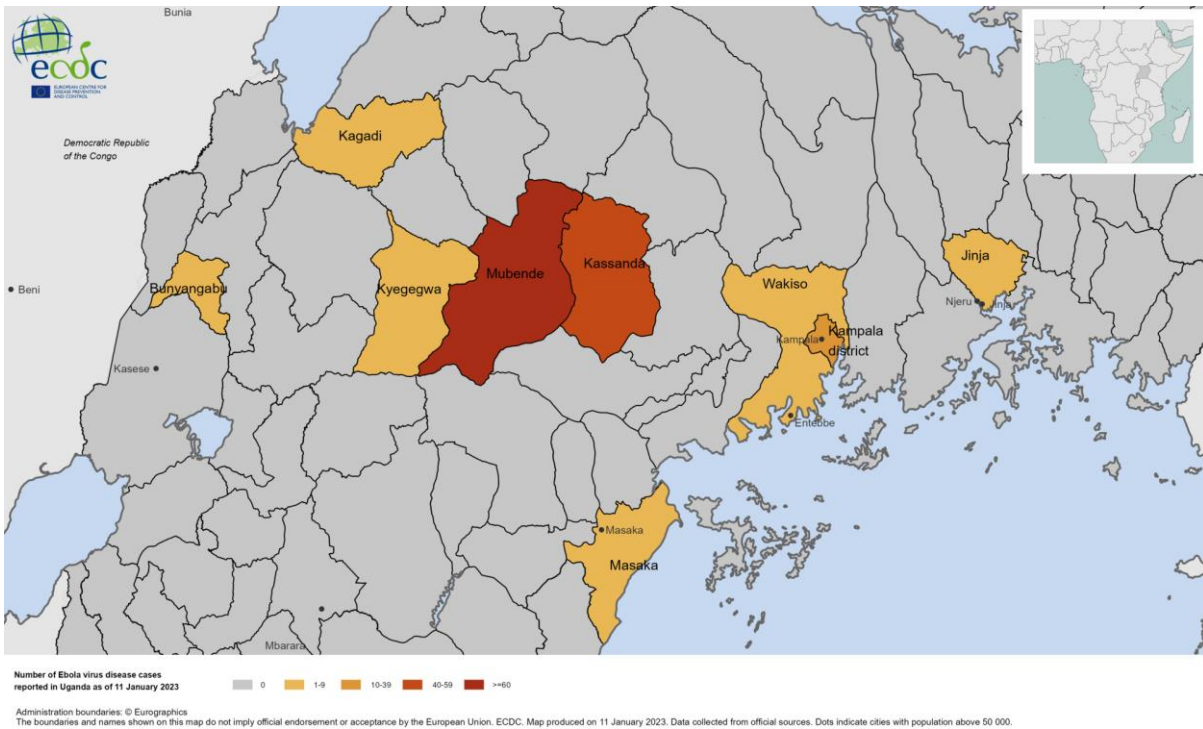 Bunia
ecdc
EUROPEAN CENTRE FOR
DISEASE PREVENTION
AND CONTROL
Democratic Republic
of the Congo
Kagadi
Beni
Bunyangabu
Kyegegwa
Mubende
Kassanda
Wakiso
Jinja
Njeru
Jinja
Kampala
Kampala
district
Kasese
Entebbe
Masaka
Masaka
Mbarara
Number of Ebola virus disease cases
reported in Uganda as of 11 January 2023
0 1-9 10-39 40-59 >=60
Administration boundaries: © Eurographics
The boundaries and names shown on this map do not imply official endorsement or acceptance by the European Union. ECDC. Map produced on 11 January 2023. Data collected from official sources. Dots indicate cities with population above 50 000.